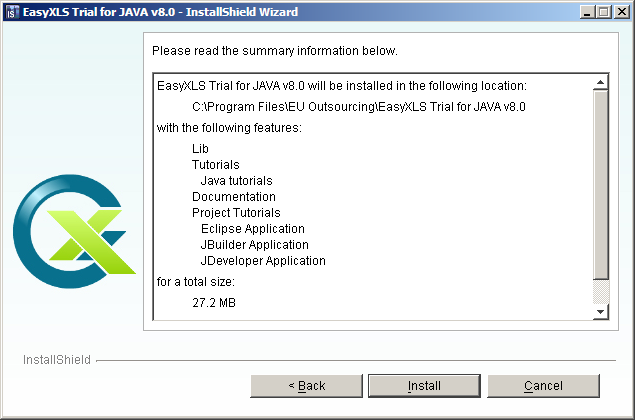 EasyXLS Trial for JAVA v8.0 - InstallShield Wizard
Please read the summary information below.
EasyXLS Trial for JAVA v8.0 will be installed in the following location:
C:\Program Files\EU Outsourcing\EasyXLS Trial for JAVA v8.0
with the following features:
Lib
Tutorials
Java tutorials
Documentation
Project Tutorials
Eclipse Application
JBuilder Application
JDeveloper Application
for a total size:
27.2 MB
InstallShield
< Back
Install
Cancel